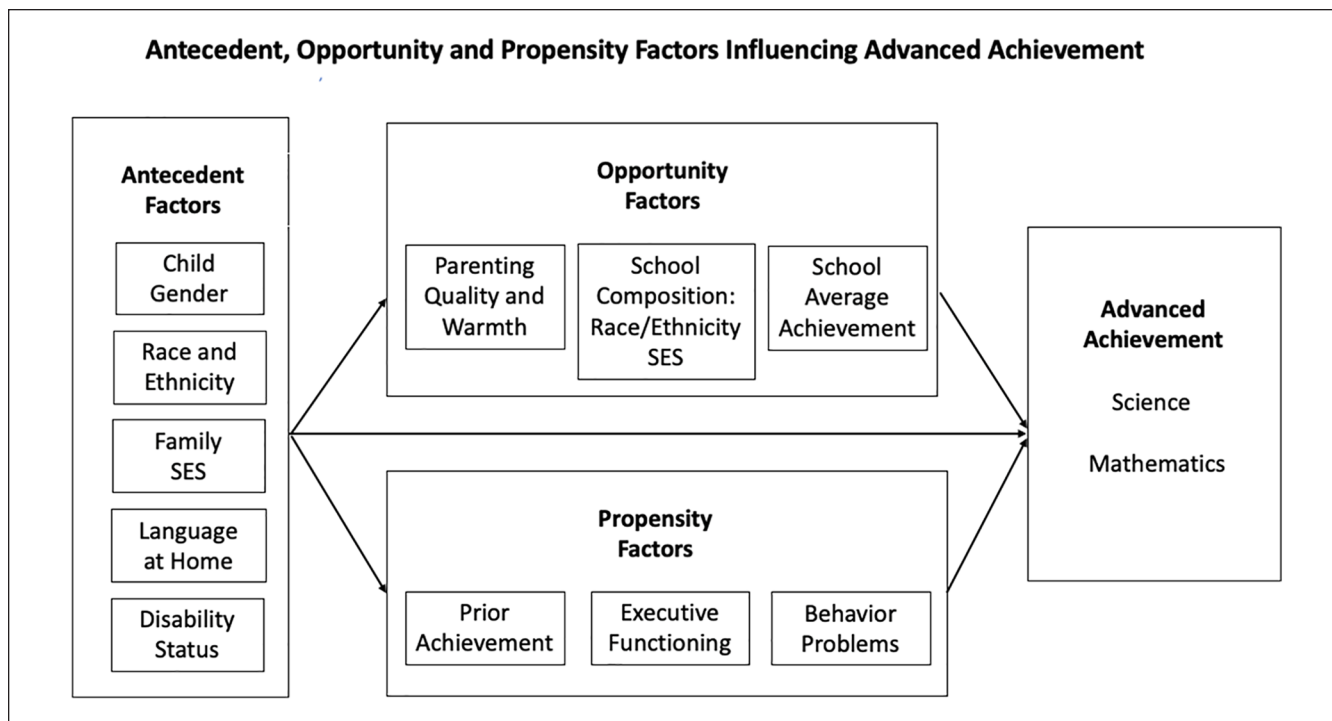 Antecedent, Opportunity and Propensity Factors Influencing Advanced Achievement
Antecedent
Factors
Child
Gender
Race and
Ethnicity
Family
SES
Language
at Home
Disability
Status
Opportunity
Factors
Parenting
Quality and
Warmth
School
Composition:
Race/Ethnicity
SES
School
Average
Achievement
Propensity
Factors
Prior
Achievement
Executive
Functioning
Behavior
Problems
Advanced
Achievement
Science
Mathematics